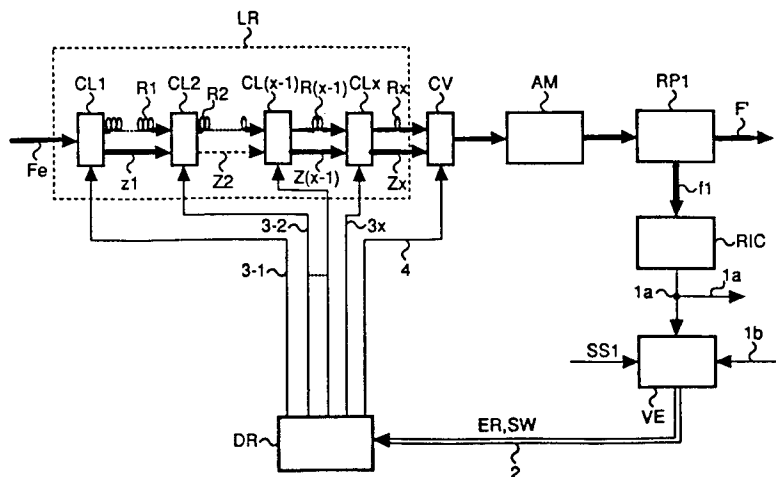 LR
CL1 R1 CL2 R2 CL(x-1) R(x-1) CLx Rx CV AM RP1
F'
Fe z1 Z2 Z(x-1) Zx f1
RIC
3-2 3x
3-1 4
1a 1a
SS1 1b
VE
ER,SW
DR
2